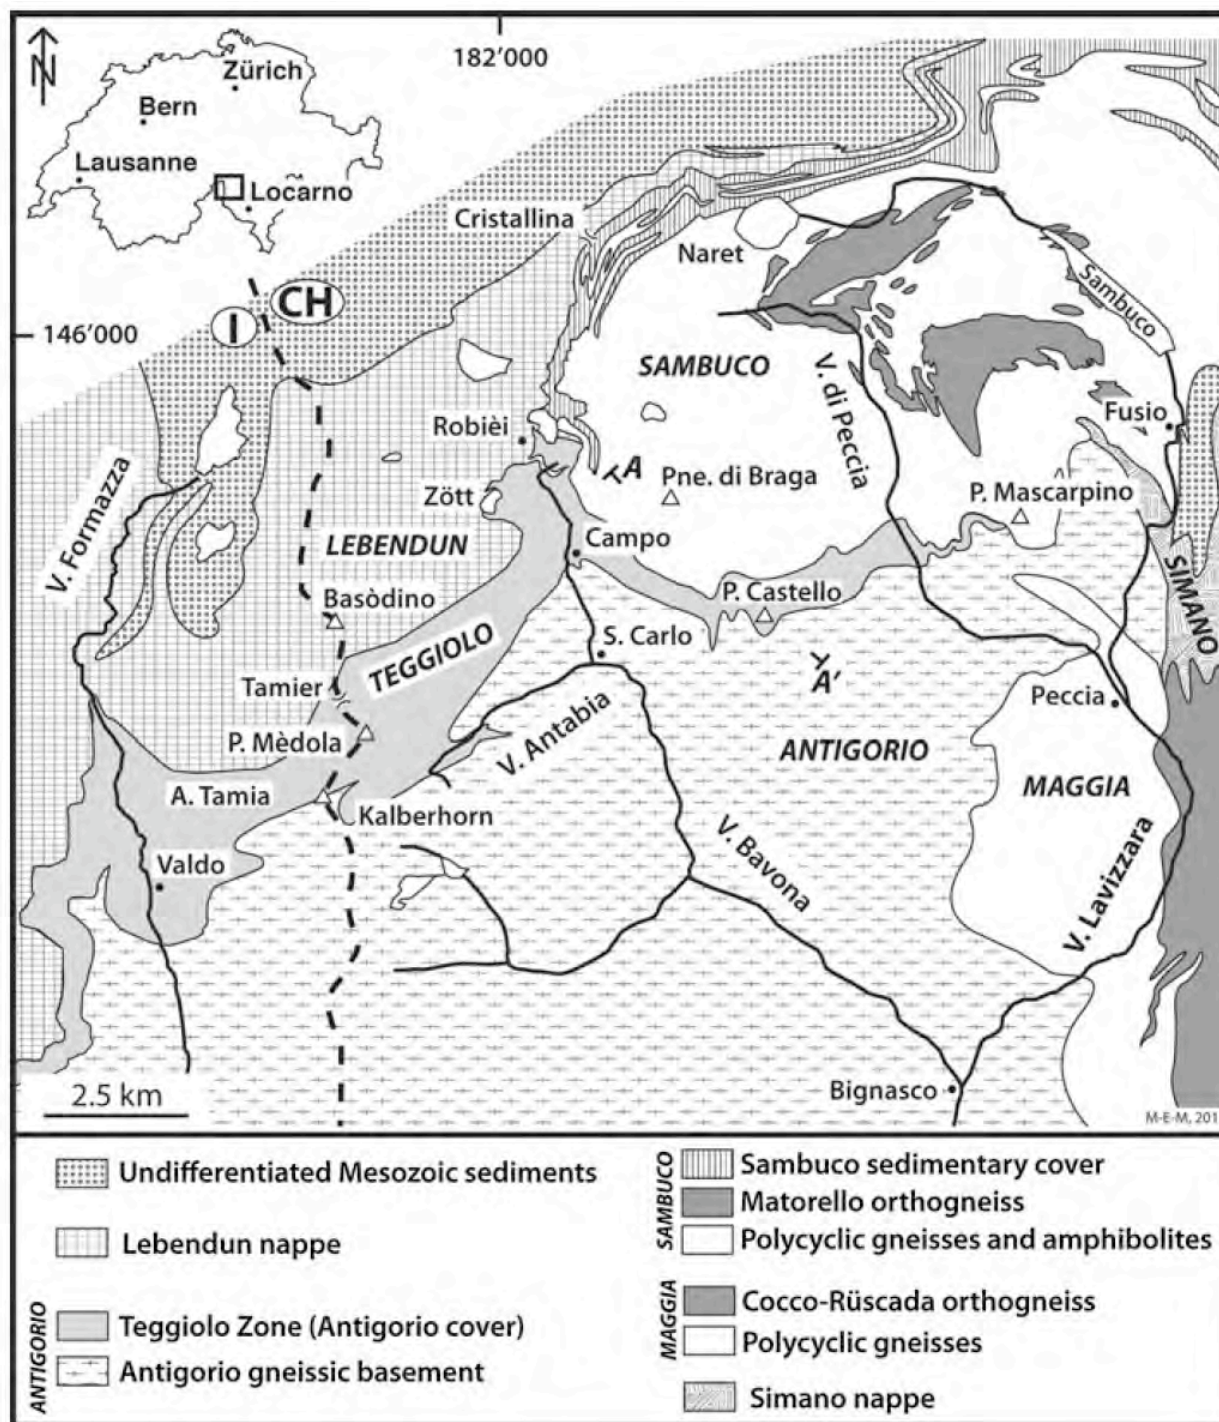 N
182’000
Zürich
Bern
Lausanne
Locarno
Cristallina
Naret
CH
I
146’000
Sambuco
SAMBUCO
V. di Peccia
Fusio
Robièi
A
Pne. di Braga
P. Mascarpino
Zött
V. Formazza
LEBENDUN
Campo
Basòdino
P. Castello
SIMANO
TEGGIOLO
S. Carlo
Tamier
A'
Peccia
P. Mèdola
V. Antabia
ANTIGORIO
MAGGIA
A. Tamia
Kalberhorn
V. Bavona
V. Lavizzara
Valdo
Bignasco
2.5 km
M-E-M, 201
Undifferentiated Mesozoic sediments
Lebendun nappe
ANTIGORIO
Teggiolo Zone (Antigorio cover)
Antigorio gneissic basement
SAMBUCO
Sambuco sedimentary cover
Matorello orthogneiss
Polycyclic gneisses and amphibolites
MAGGIA
Cocco-Rüscada orthogneiss
Polycyclic gneisses
Simano nappe